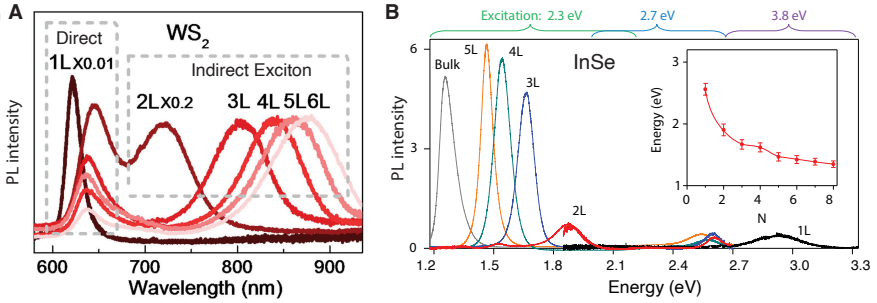 A
WS2
Direct
Indirect Exciton
1LX0.01
2LX0.2
3L
4L
5L
6L
PL intensity
600
700
800
900
Wavelength (nm)
B
Excitation: 2.3 eV
2.7 eV
3.8 eV
InSe
Bulk
5L
4L
3L
2L
1L
PL intensity
6
3
0
1.2
1.5
1.8
2.1
2.4
2.7
3.0
3.3
Energy (eV)
Energy (eV)
3
2
1
0
2
4
6
8
N